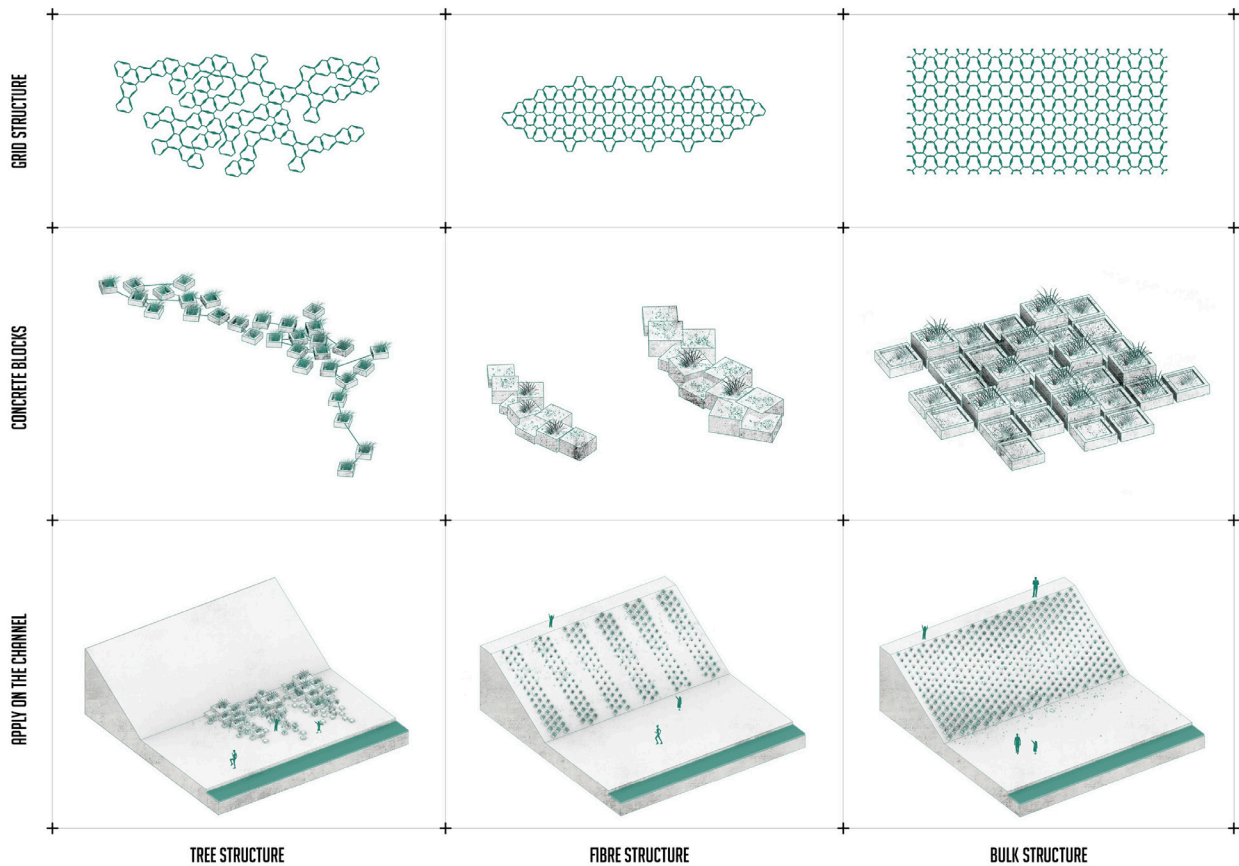 GRID STRUCTURE
CONCRETE BLOCKS
APPLY ON THE CHANNEL
TREE STRUCTURE
FIBRE STRUCTURE
BULK STRUCTURE